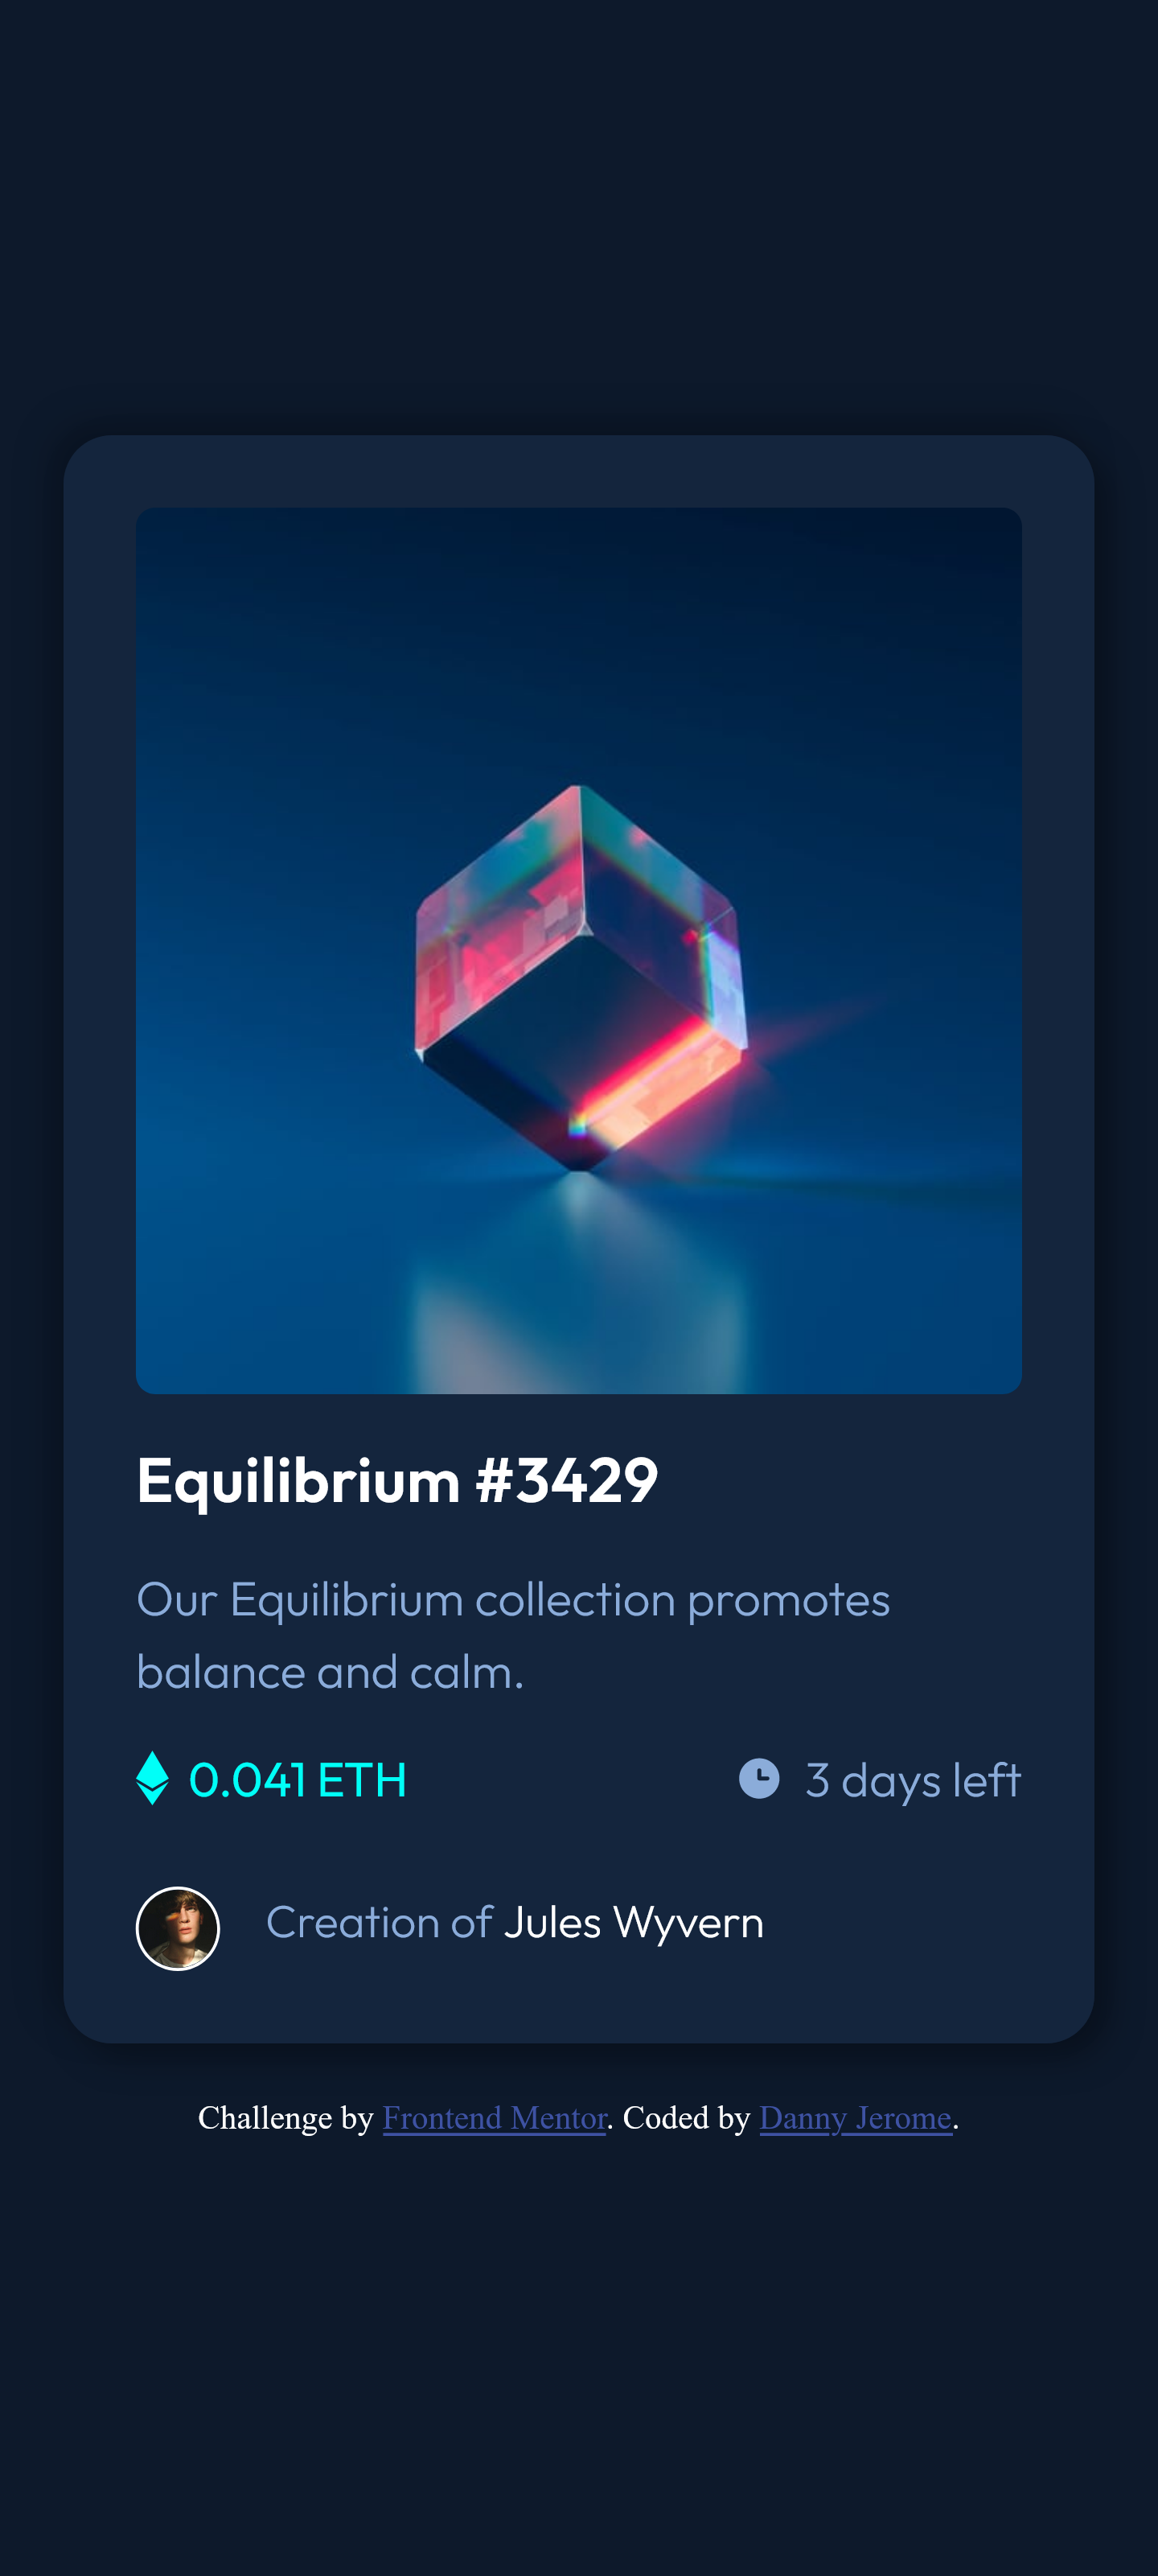 Equilibrium #3429
Our Equilibrium collection promotes
balance and calm.
0.041 ETH
3 days left
Creation of Jules Wyvern
Challenge by Frontend Mentor. Coded by Danny Jerome.